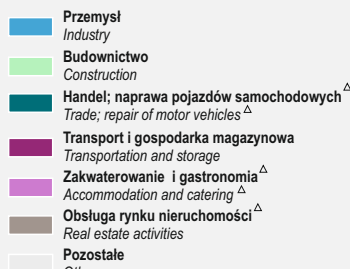 Przemysł
Industry
Budownictwo
Construction
Handel; naprawa pojazdów samochodowych Δ
Trade; repair of motor vehicles Δ
Transport i gospodarka magazynowa
Transportation and storage
Zakwaterowanie i gastronomia Δ
Accommodation and catering Δ
Obsługa rynku nieruchomości Δ
Real estate activities
Pozostałe